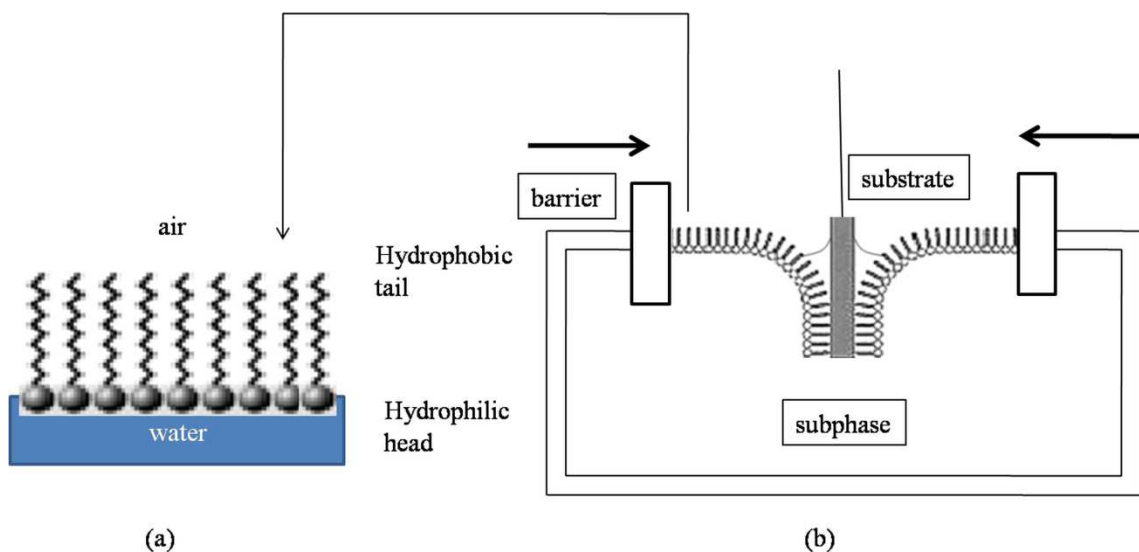 air
Hydrophobic
tail
Hydrophilic
head
water
(a)
barrier
substrate
subphase
(b)